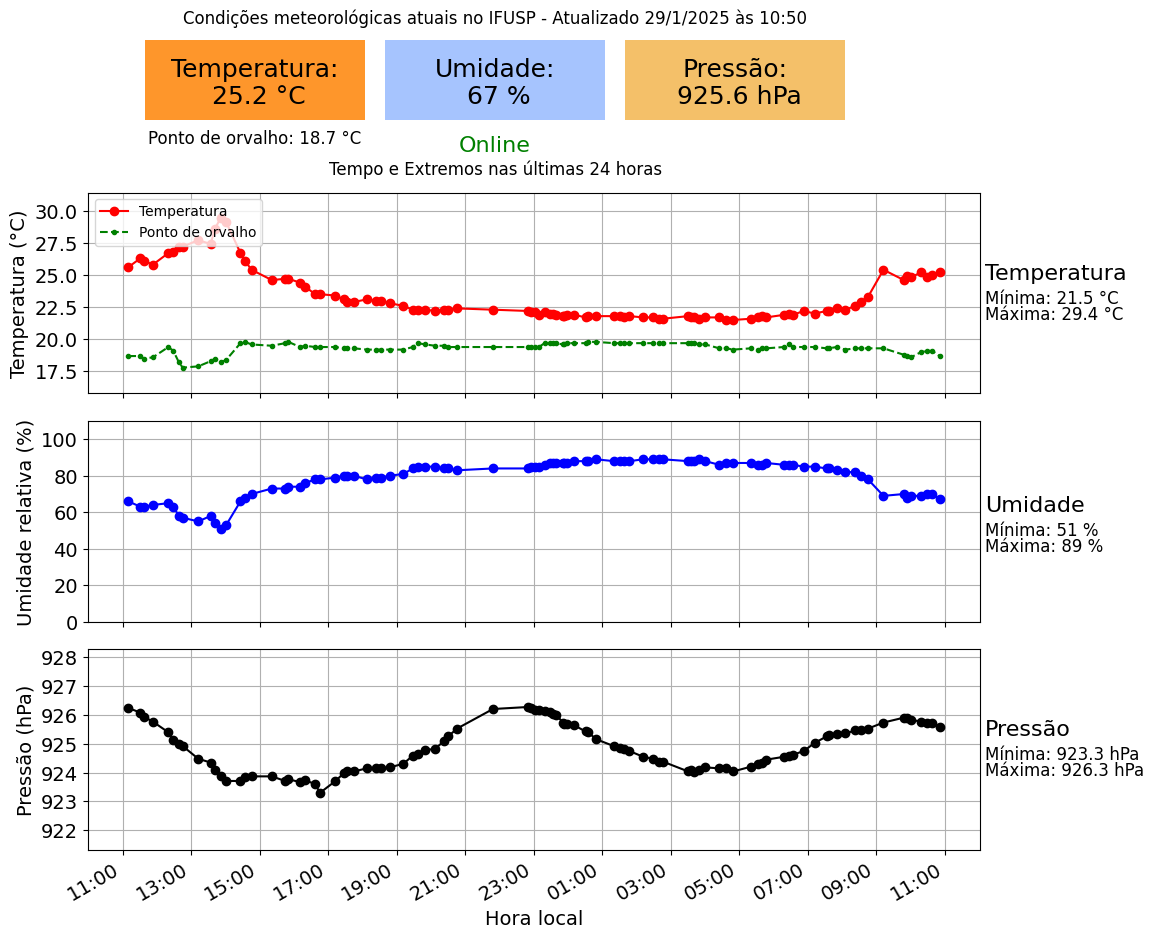 Condições meteorológicas atuais no IFUSP - Atualizado 29/1/2025 às 10:50
Temperatura:
25.2 °C
Umidade:
67 %
Pressão:
925.6 hPa
Ponto de orvalho: 18.7 °C
Online
Tempo e Extremos nas últimas 24 horas
Temperatura (°C)
30.0
27.5
25.0
22.5
20.0
17.5
Temperatura
Ponto de orvalho
Temperatura
Mínima: 21.5 °C
Máxima: 29.4 °C
Umidade relativa (%)
100
80
60
40
20
0
Umidade
Mínima: 51 %
Máxima: 89 %
Pressão (hPa)
928
927
926
925
924
923
922
Pressão
Mínima: 923.3 hPa
Máxima: 926.3 hPa
11:00
13:00
15:00
17:00
19:00
21:00
23:00
01:00
03:00
05:00
07:00
09:00
11:00
Hora local